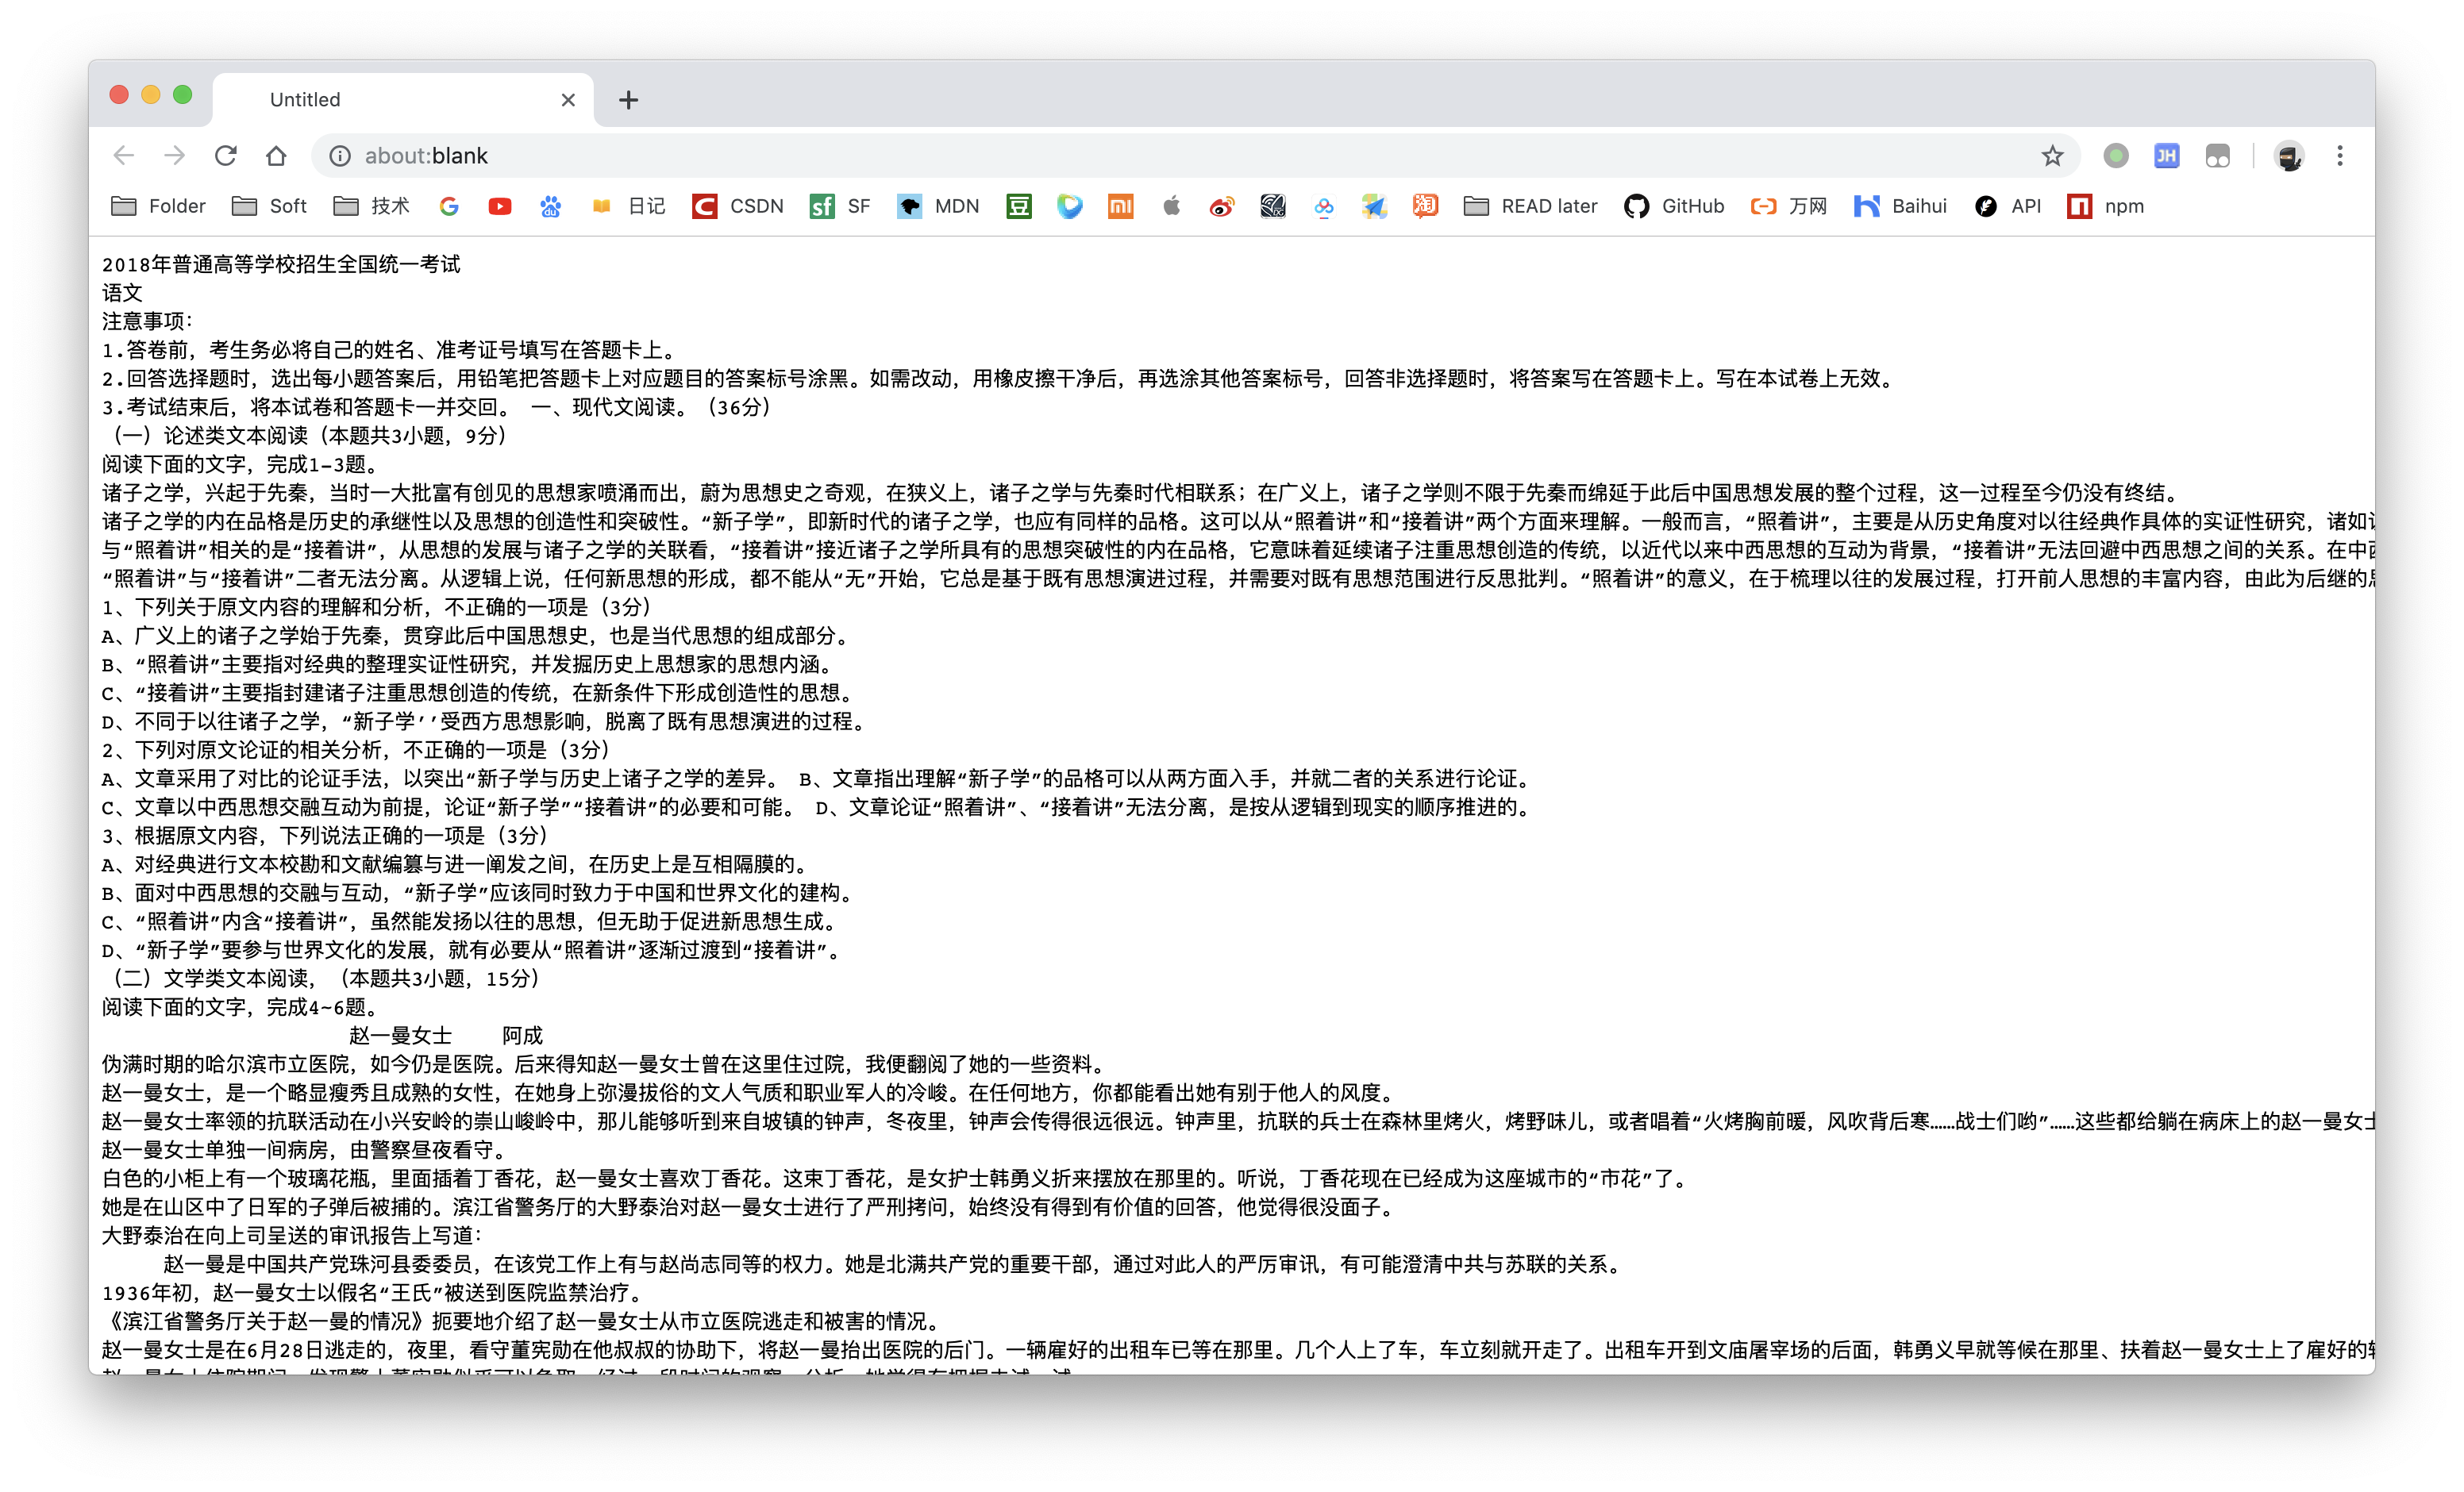 Untitled
about:blank
JH
Folder Soft 技术 日记 CSDN SF MDN READ later GitHub 万网 Baihui API npm
2018年普通高等学校招生全国统一考试
语文
注意事项：
1.答卷前，考生务必将自己的姓名、准考证号填写在答题卡上。
2.回答选择题时，选出每小题答案后，用铅笔把答题卡上对应题目的答案标号涂黑。如需改动，用橡皮擦干净后，再选涂其他答案标号，回答非选择题时，将答案写在答题卡上。写在本试卷上无效。
3.考试结束后，将本试卷和答题卡一并交回。 一、现代文阅读。（36分）
（一）论述类文本阅读（本题共3小题，9分）
阅读下面的文字，完成1-3题。
诸子之学，兴起于先秦，当时一大批富有创见的思想家喷涌而出，蔚为思想史之奇观，在狭义上，诸子之学与先秦时代相联系；在广义上，诸子之学则不限于先秦而绵延于此后中国思想发展的整个过程，这一过程至今仍没有终结。
诸子之学的内在品格是历史的承继性以及思想的创造性和突破性。“新子学”，即新时代的诸子之学，也应有同样的品格。这可以从“照着讲”和“接着讲”两个方面来理解。一般而言，“照着讲”，主要是从历史角度对以往经典作具体的实证性研究，诸如
与“照着讲”相关的是“接着讲”，从思想的发展与诸子之学的关联看，“接着讲”接近诸子之学所具有的思想突破性的内在品格，它意味着延续诸子注重思想创造的传统，以近代以来中西思想的互动为背景，“接着讲”无法回避中西思想之间的关系。在中
“照着讲”与“接着讲”二者无法分离。从逻辑上说，任何新思想的形成，都不能从“无”开始，它总是基于既有思想演进过程，并需要对既有思想范围进行反思批判。“照着讲”的意义，在于梳理以往的发展过程，打开前人思想的丰富内容，由此为后继的
1、下列关于原文内容的理解和分析，不正确的一项是（3分）
A、广义上的诸子之学始于先秦，贯穿此后中国思想史，也是当代思想的组成部分。
B、“照着讲”主要指对经典的整理实证性研究，并发掘历史上思想家的思想内涵。
C、“接着讲”主要指封建诸子注重思想创造的传统，在新条件下形成创造性的思想。
D、不同于以往诸子之学，“新子学’’受西方思想影响，脱离了既有思想演进的过程。
2、下列对原文论证的相关分析，不正确的一项是（3分）
A、文章采用了对比的论证手法，以突出“新子学与历史上诸子之学的差异。 B、文章指出理解“新子学”的品格可以从两方面入手，并就二者的关系进行论证。
C、文章以中西思想交融互动为前提，论证“新子学”“接着讲”的必要和可能。 D、文章论证“照着讲”、“接着讲”无法分离，是按从逻辑到现实的顺序推进的。
3、根据原文内容，下列说法正确的一项是（3分）
A、对经典进行文本校勘和文献编纂与进一阐发之间，在历史上是互相隔膜的。
B、面对中西思想的交融与互动，“新子学”应该同时致力于中国和世界文化的建构。
C、“照着讲”内含“接着讲”，虽然能发扬以往的思想，但无助于促进新思想生成。
D、“新子学”要参与世界文化的发展，就有必要从“照着讲”逐渐过渡到“接着讲”。
（二）文学类文本阅读，（本题共3小题，15分）
阅读下面的文字，完成4~6题。
赵一曼女士 阿成
伪满时期的哈尔滨市立医院，如今仍是医院。后来得知赵一曼女士曾在这里住过院，我便翻阅了她的一些资料。
赵一曼女士，是一个略显瘦秀且成熟的女性，在她身上弥漫拔俗的文人气质和职业军人的冷峻。在任何地方，你都能看出她有别于他人的风度。
赵一曼女士率领的抗联活动在小兴安岭的崇山峻岭中，那儿能够听到来自坡镇的钟声，冬夜里，钟声会传得很远很远。钟声里，抗联的兵士在森林里烤火，烤野味儿，或者唱着“火烤胸前暖，风吹背后寒……战士们哟”……这些都给躺在病床上的赵一曼女士
赵一曼女士单独一间病房，由警察昼夜看守。
白色的小柜上有一个玻璃花瓶，里面插着丁香花，赵一曼女士喜欢丁香花。这束丁香花，是女护士韩勇义折来摆放在那里的。听说，丁香花现在已经成为这座城市的“市花”了。
她是在山区中了日军的子弹后被捕的。滨江省警务厅的大野泰治对赵一曼女士进行了严刑拷问，始终没有得到有价值的回答，他觉得很没面子。
大野泰治在向上司呈送的审讯报告上写道：
赵一曼是中国共产党珠河县委委员，在该党工作上有与赵尚志同等的权力。她是北满共产党的重要干部，通过对此人的严厉审讯，有可能澄清中共与苏联的关系。
1936年初，赵一曼女士以假名“王氏”被送到医院监禁治疗。
《滨江省警务厅关于赵一曼的情况》扼要地介绍了赵一曼女士从市立医院逃走和被害的情况。
赵一曼女士是在6月28日逃走的，夜里，看守董宪勋在他叔叔的协助下，将赵一曼抬出医院的后门。一辆雇好的出租车已等在那里。几个人上了车，车立刻就开走了。出租车开到文庙屠宰场的后面，韩勇义早就等候在那里、扶着赵一曼女士上了雇好的